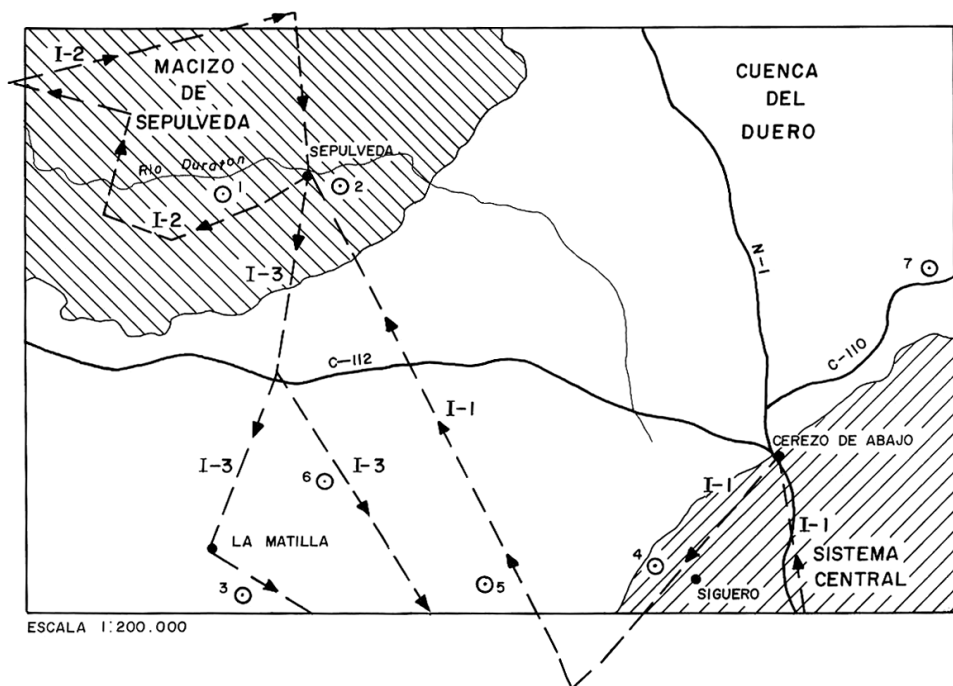 I-2
MACIZO
DE
SEPULVEDA
CUENCA
DEL
DUERO
Rio Duraton
SEPULVEDA
1
2
I-2
I-3
N-1
7
C-112
C-110
I-1
CEREZO DE ABAJO
I-3
6
I-3
I-1
I-1
LA MATILLA
SISTEMA
CENTRAL
4
3
5
SIGUERO
ESCALA 1:200.000